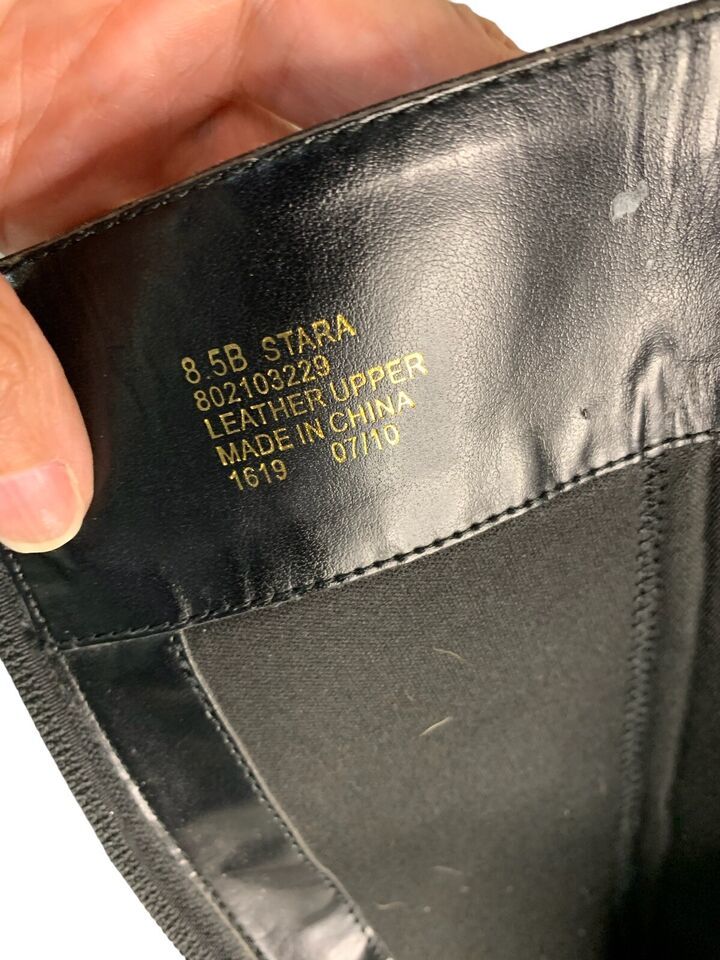 8.5B STARA
802103229
LEATHER UPPER
MADE IN CHINA
1619 07/10